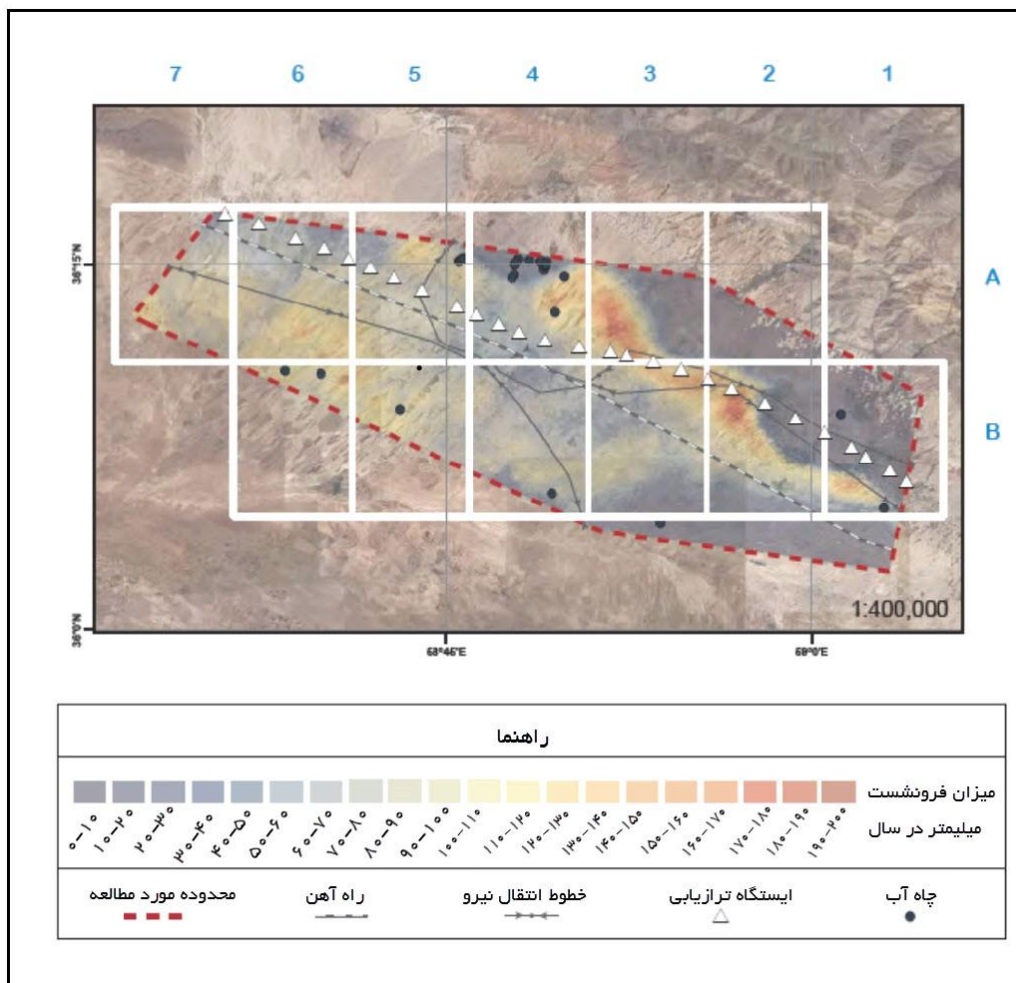 7 6 5 4 3 2 1
A
B
36°15'N
36°0'N
1:400,000
58°45'E
59°0'E
راهنما
میزان فرونشست
میلیمتر در سال
۰-۱۰
۱۰-۲۰
۲۰-۳۰
۳۰-۴۰
۴۰-۵۰
۵۰-۶۰
۶۰-۷۰
۷۰-۸۰
۸۰-۹۰
۹۰-۱۰۰
۱۰۰-۱۱۰
۱۱۰-۱۲۰
۱۲۰-۱۳۰
۱۳۰-۱۴۰
۱۴۰-۱۵۰
۱۵۰-۱۶۰
۱۶۰-۱۷۰
۱۷۰-۱۸۰
۱۸۰-۱۹۰
۱۹۰-۲۰۰
چاه آب
ایستگاه ترازیابی
خطوط انتقال نیرو
راه آهن
محدوده مورد مطالعه